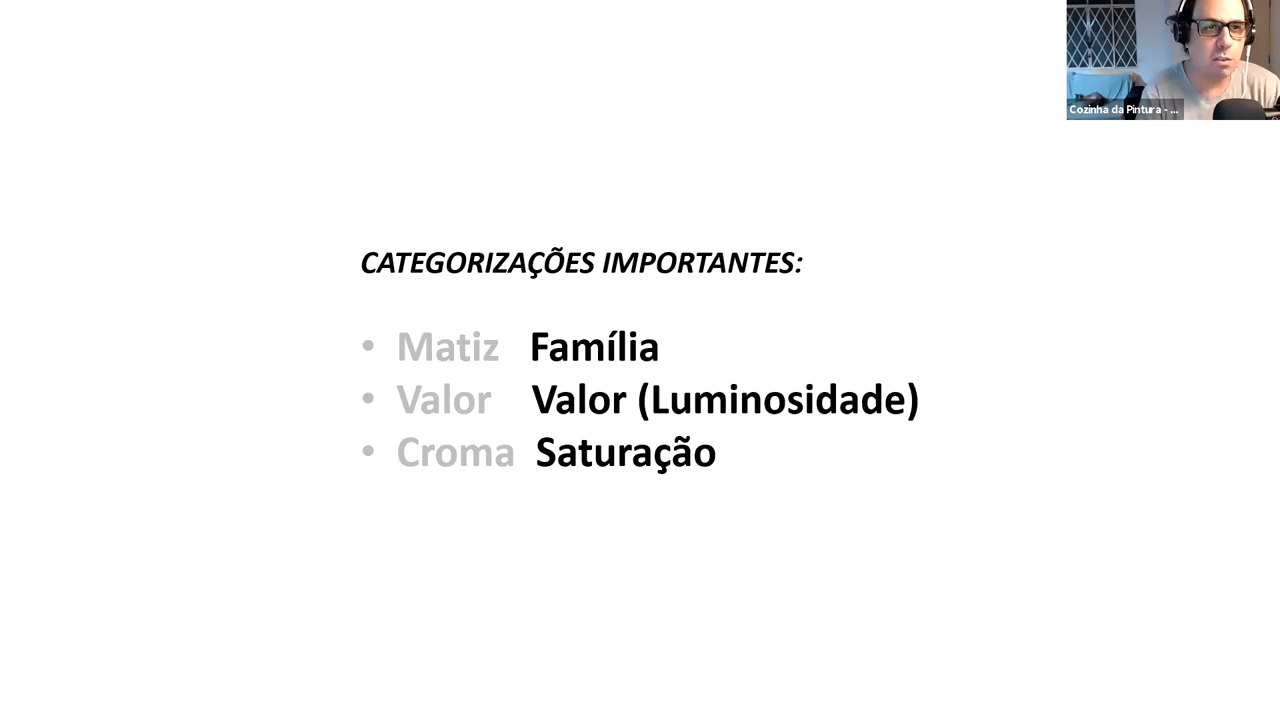 Cozinha da Pintura - ...
CATEGORIZAÇÕES IMPORTANTES:
• Matiz Família
• Valor Valor (Luminosidade)
• Croma Saturação